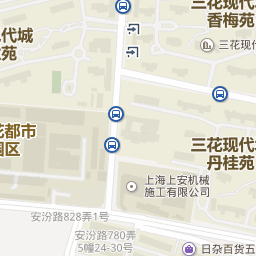 三花现代城
香梅苑
现代城
苑
三花现代城
花都市
园区
三花现代城
丹桂苑
上海上安机械
施工有限公司
安汾路828弄1号
安汾路780弄
5幢24-30号
日杂百货五